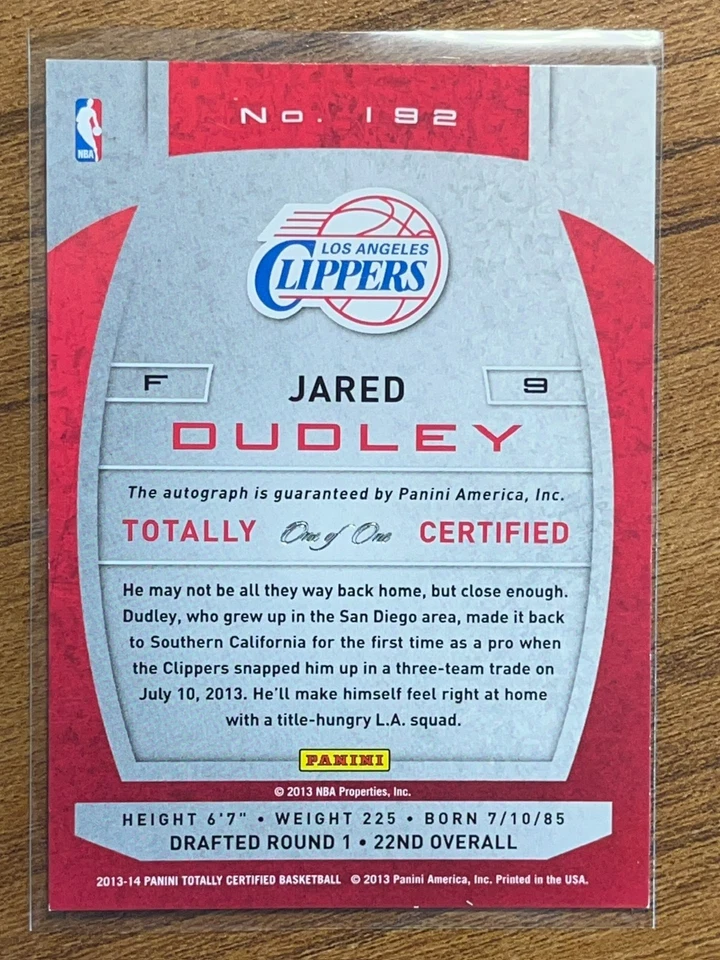 No. 192
NBA
LOS ANGELES
CLIPPERS
F
JARED
9
DUDLEY
The autograph is guaranteed by Panini America, Inc.
TOTALLY One of One CERTIFIED
He may not be all they way back home, but close enough.
Dudley, who grew up in the San Diego area, made it back
to Southern California for the first time as a pro when
the Clippers snapped him up in a three-team trade on
July 10, 2013. He'll make himself feel right at home
with a title-hungry L.A. squad.
PANINI
© 2013 NBA Properties, Inc.
HEIGHT 6'7" • WEIGHT 225 • BORN 7/10/85
DRAFTED ROUND 1 • 22ND OVERALL
2013-14 PANINI TOTALLY CERTIFIED BASKETBALL © 2013 Panini America, Inc. Printed in the USA.